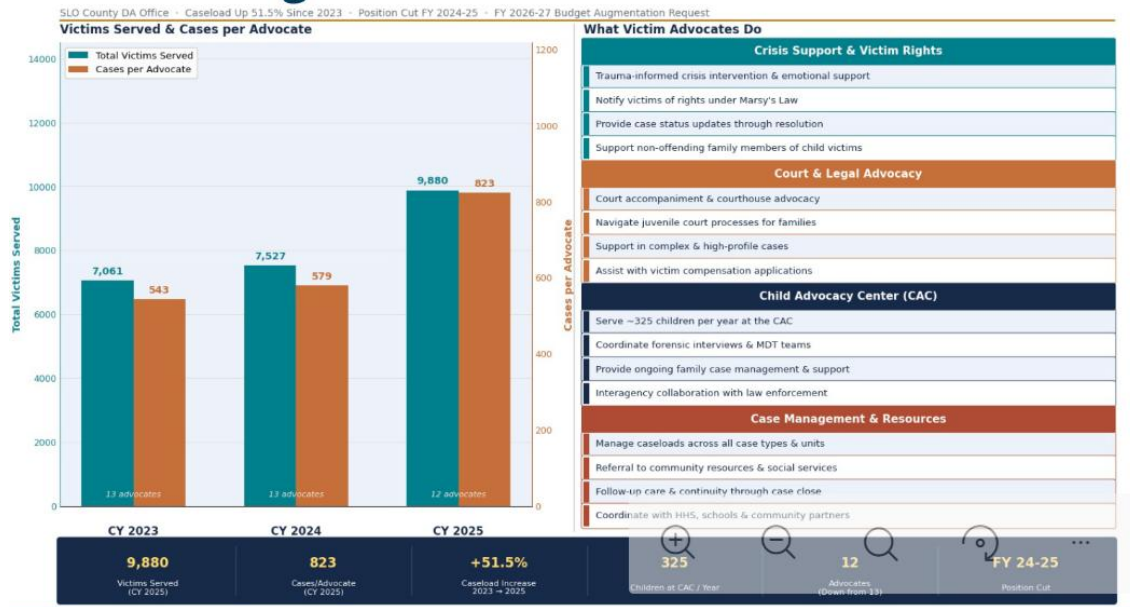 SLO County DA Office · Caseload Up 51.5% Since 2023 · Position Cut FY 2024-25 · FY 2026-27 Budget Augmentation Request
Victims Served & Cases per Advocate
Total Victims Served
Cases per Advocate
14000
12000
10000
8000
6000
4000
2000
0
Total Victims Served
1200
1000
800
600
400
200
0
Cases per Advocate
7,061
543
7,527
579
9,880
823
13 advocates
13 advocates
12 advocates
CY 2023
CY 2024
CY 2025
What Victim Advocates Do
Crisis Support & Victim Rights
Trauma-informed crisis intervention & emotional support
Notify victims of rights under Marsy's Law
Provide case status updates through resolution
Support non-offending family members of child victims
Court & Legal Advocacy
Court accompaniment & courthouse advocacy
Navigate juvenile court processes for families
Support in complex & high-profile cases
Assist with victim compensation applications
Child Advocacy Center (CAC)
Serve ~325 children per year at the CAC
Coordinate forensic interviews & MDT teams
Provide ongoing family case management & support
Interagency collaboration with law enforcement
Case Management & Resources
Manage caseloads across all case types & units
Referral to community resources & social services
Follow-up care & continuity through case close
Coordinate with HHS, schools & community partners
9,880
Victims Served
(CY 2025)
823
Cases/Advocate
(CY 2025)
+51.5%
Caseload Increase
2023 → 2025
325
Children at CAC / Year
12
Advocates
(Down from 13)
FY 24-25
Position Cut